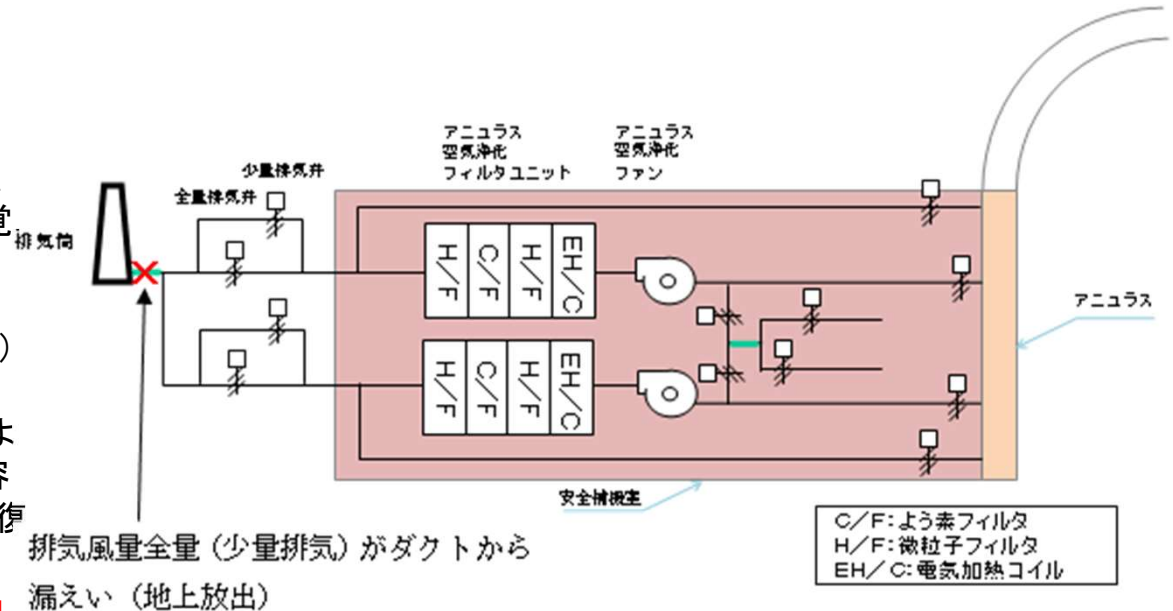 アニュラス
空気浄化
フィルタユニット
アニュラス
空気浄化
ファン
少量排気弁
全量排気弁
覚
排気筒
H/F
C/F
H/F
EH/C
アニュラス
)
H/F
C/F
H/F
EH/C
よ
容
復
安全補機室
C/F:よう素フィルタ
H/F:微粒子フィルタ
EH/C:電気加熱コイル
排気風量全量(少量排気)がダクトから
漏えい(地上放出)